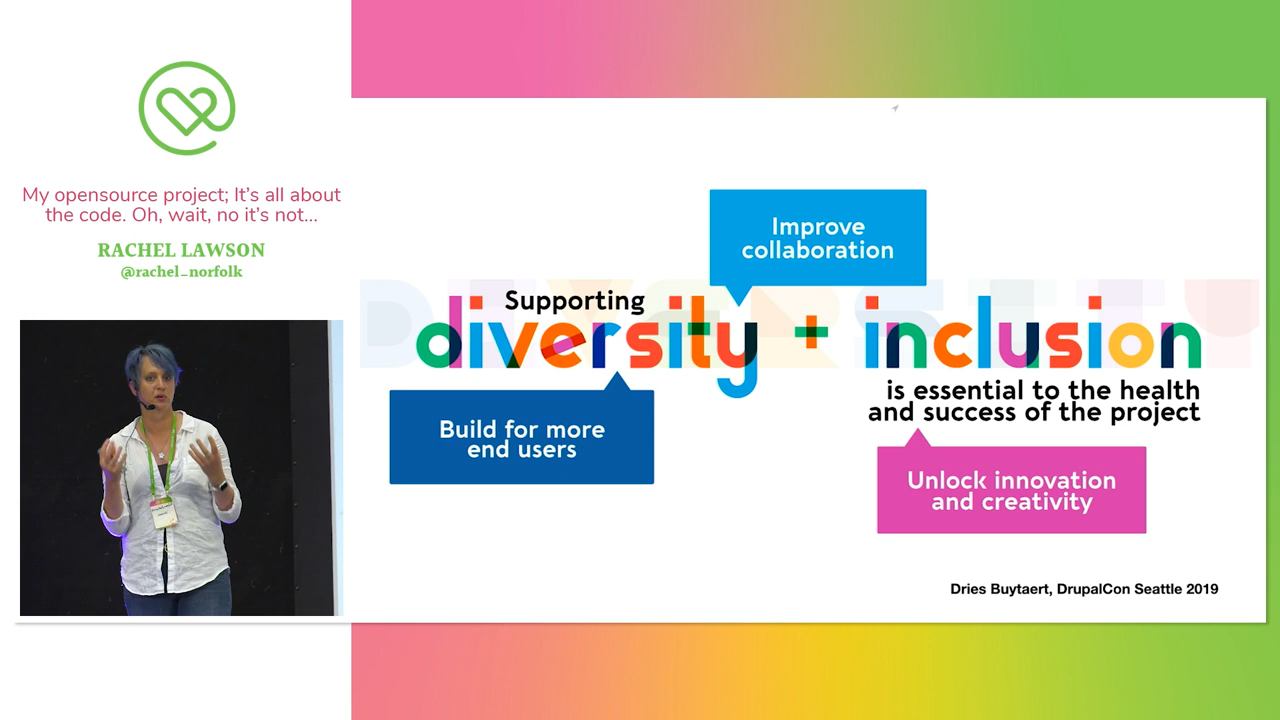 My opensource project; It's all about
the code. Oh, wait, no it's not...
RACHEL LAWSON
@rachel_norfolk
Improve
collaboration
Supporting
diversity + inclusion
is essential to the health
and success of the project
Build for more
end users
Unlock innovation
and creativity
Dries Buytaert, DrupalCon Seattle 2019